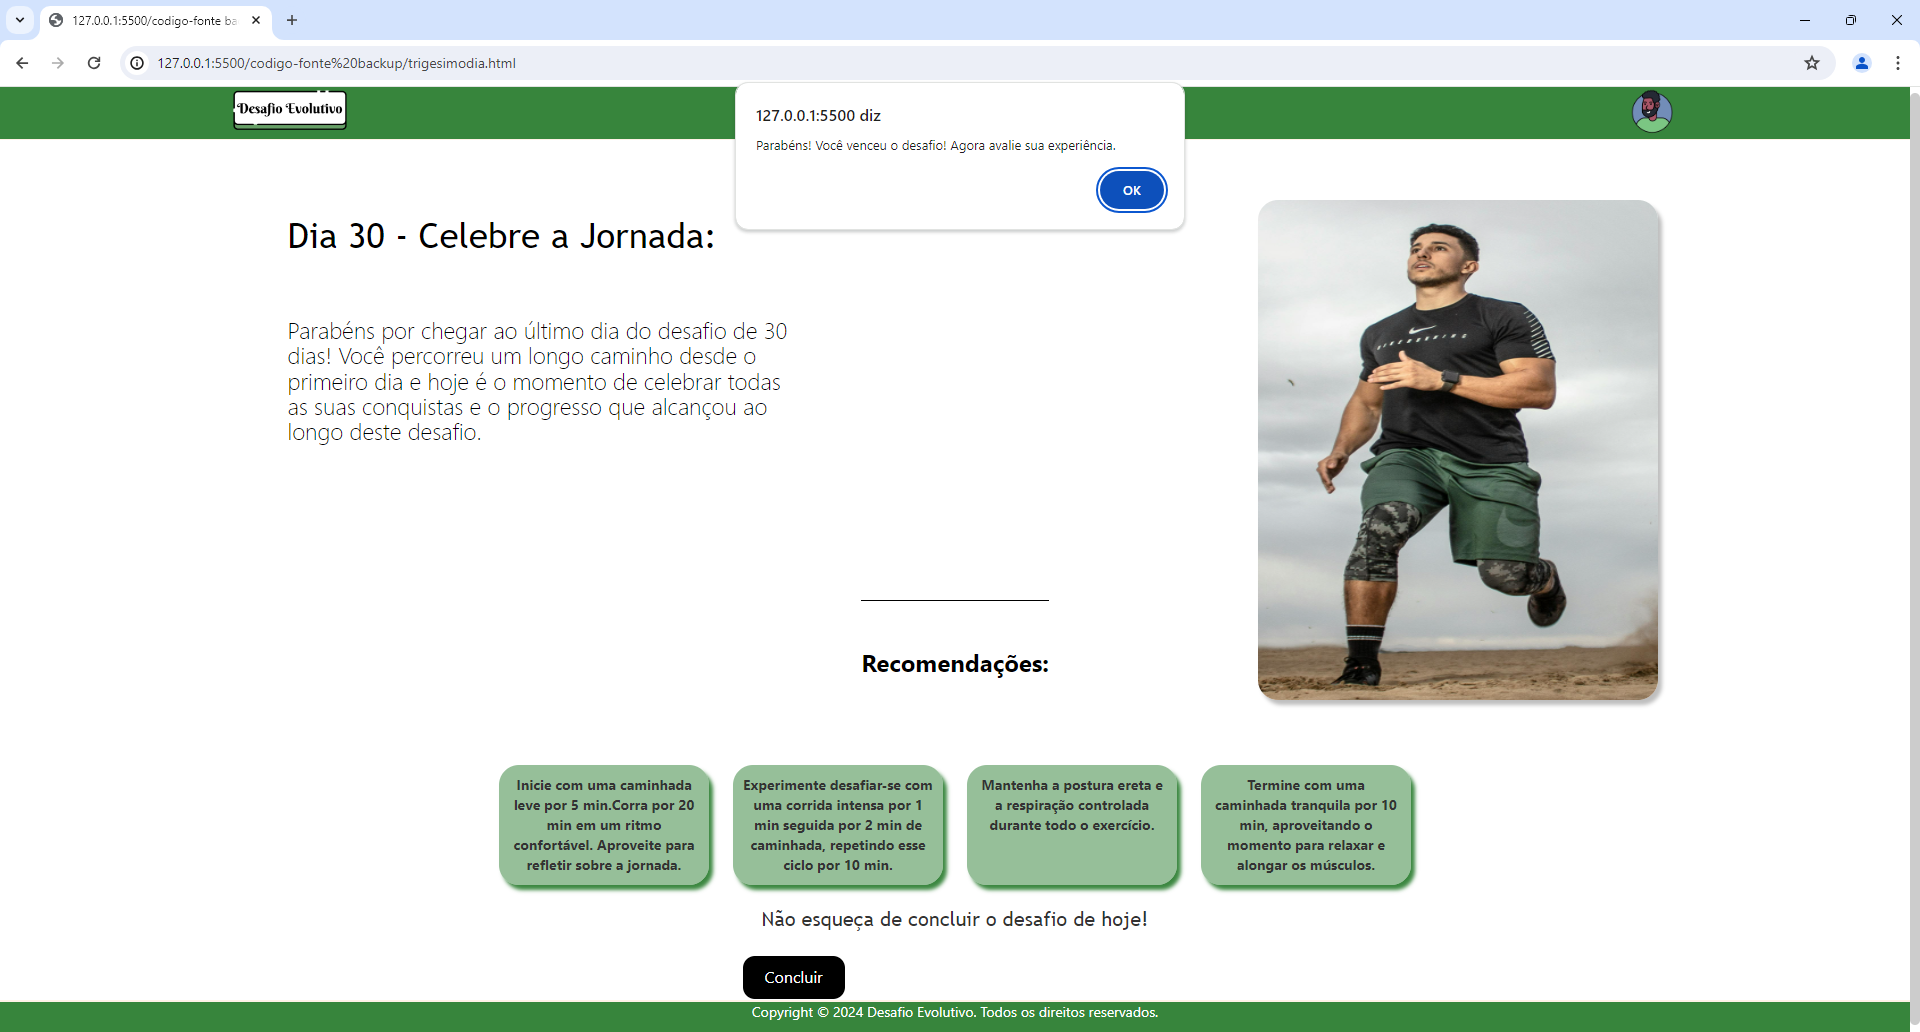 127.0.0.1:5500/codigo-fonte ba
127.0.0.1:5500/codigo-fonte%20backup/trigesimodia.html
Desafio Evolutivo
127.0.0.1:5500 diz
Parabéns! Você venceu o desafio! Agora avalie sua experiência.
OK
Dia 30 - Celebre a Jornada:
Parabéns por chegar ao último dia do desafio de 30
dias! Você percorreu um longo caminho desde o
primeiro dia e hoje é o momento de celebrar todas
as suas conquistas e o progresso que alcançou ao
longo deste desafio.
Recomendações:
Inicie com uma caminhada
leve por 5 min.Corra por 20
min em um ritmo
confortável. Aproveite para
refletir sobre a jornada.
Experimente desafiar-se com
uma corrida intensa por 1
min seguida por 2 min de
caminhada, repetindo esse
ciclo por 10 min.
Mantenha a postura ereta e
a respiração controlada
durante todo o exercício.
Termine com uma
caminhada tranquila por 10
min, aproveitando o
momento para relaxar e
alongar os músculos.
Não esqueça de concluir o desafio de hoje!
Concluir
Copyright © 2024 Desafio Evolutivo. Todos os direitos reservados.